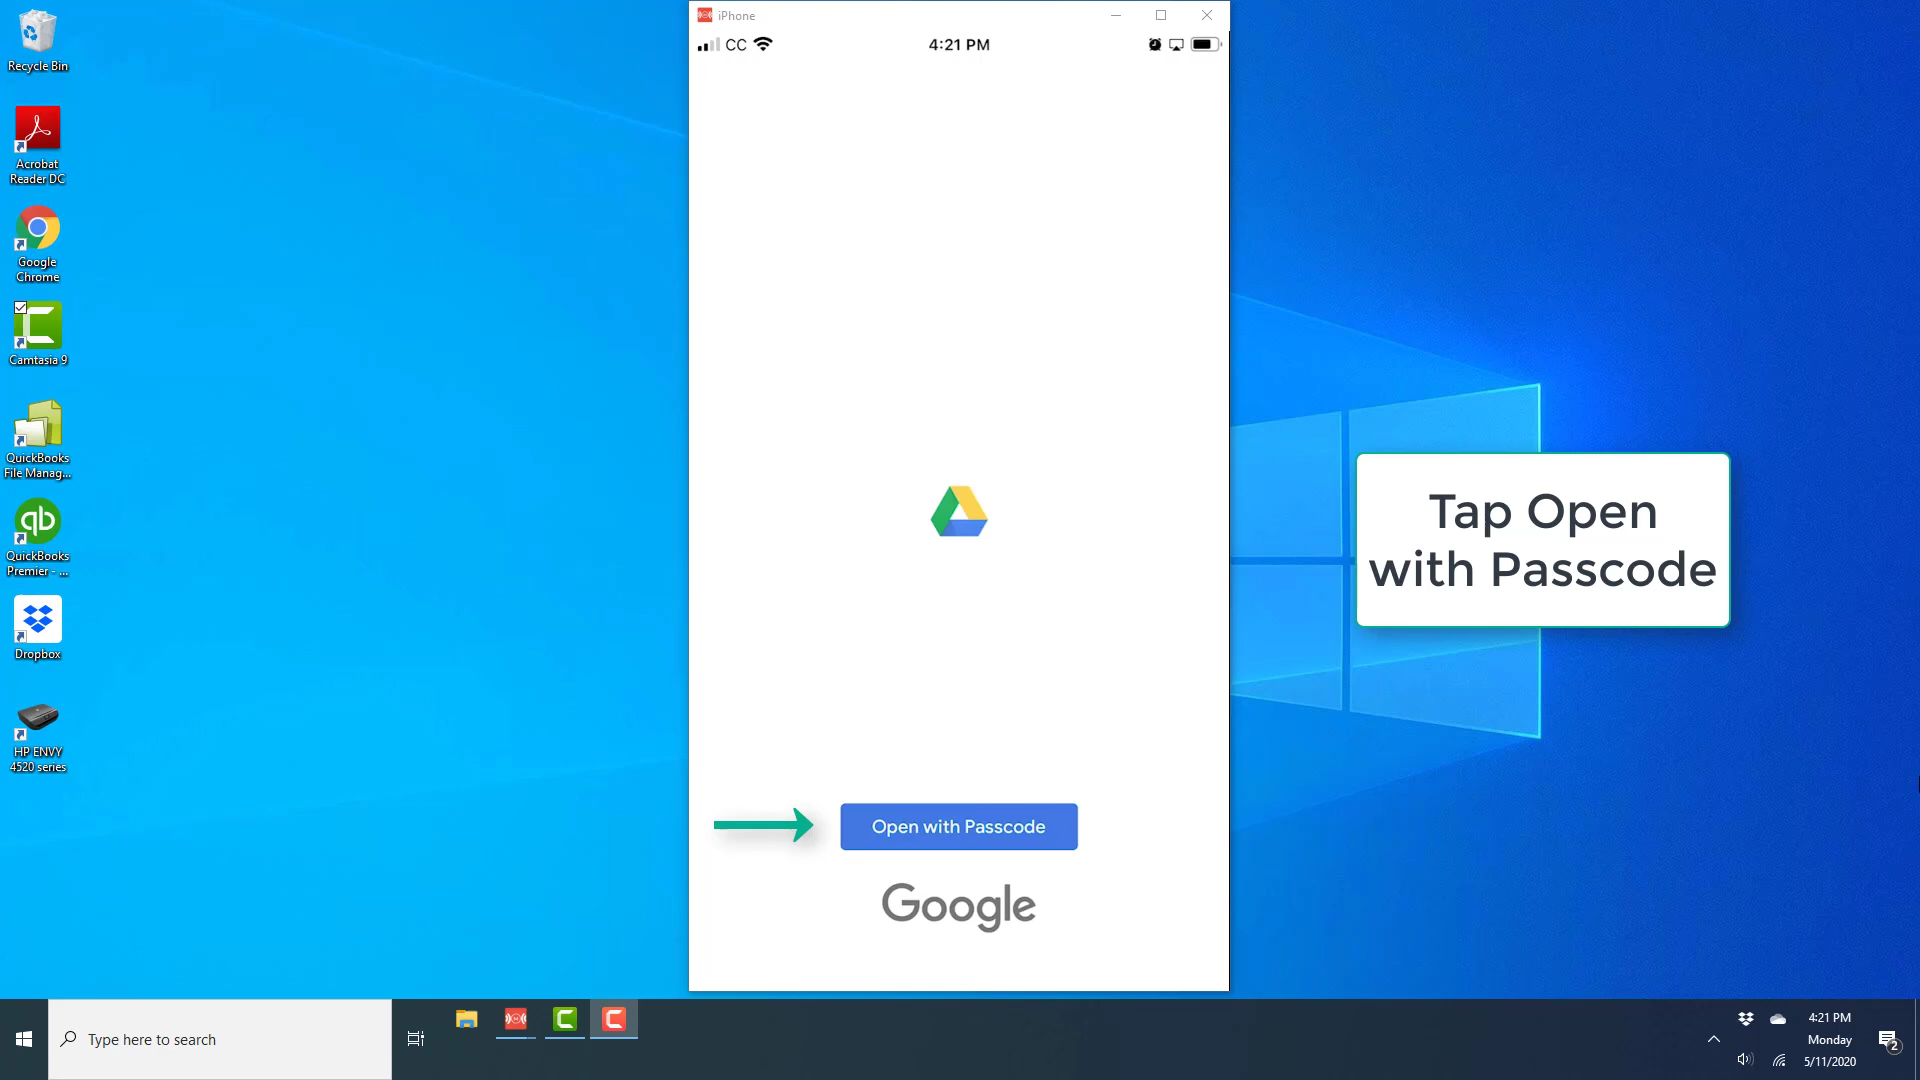 Recycle Bin
Acrobat
Reader DC
Google
Chrome
Camtasia 9
QuickBooks
File Manag...
QuickBooks
Premier - ...
Dropbox
HP ENVY
4520 series
iPhone
CC
4:21 PM
Open with Passcode
Google
Tap Open
with Passcode
Type here to search
4:21 PM
Monday
5/11/2020
2